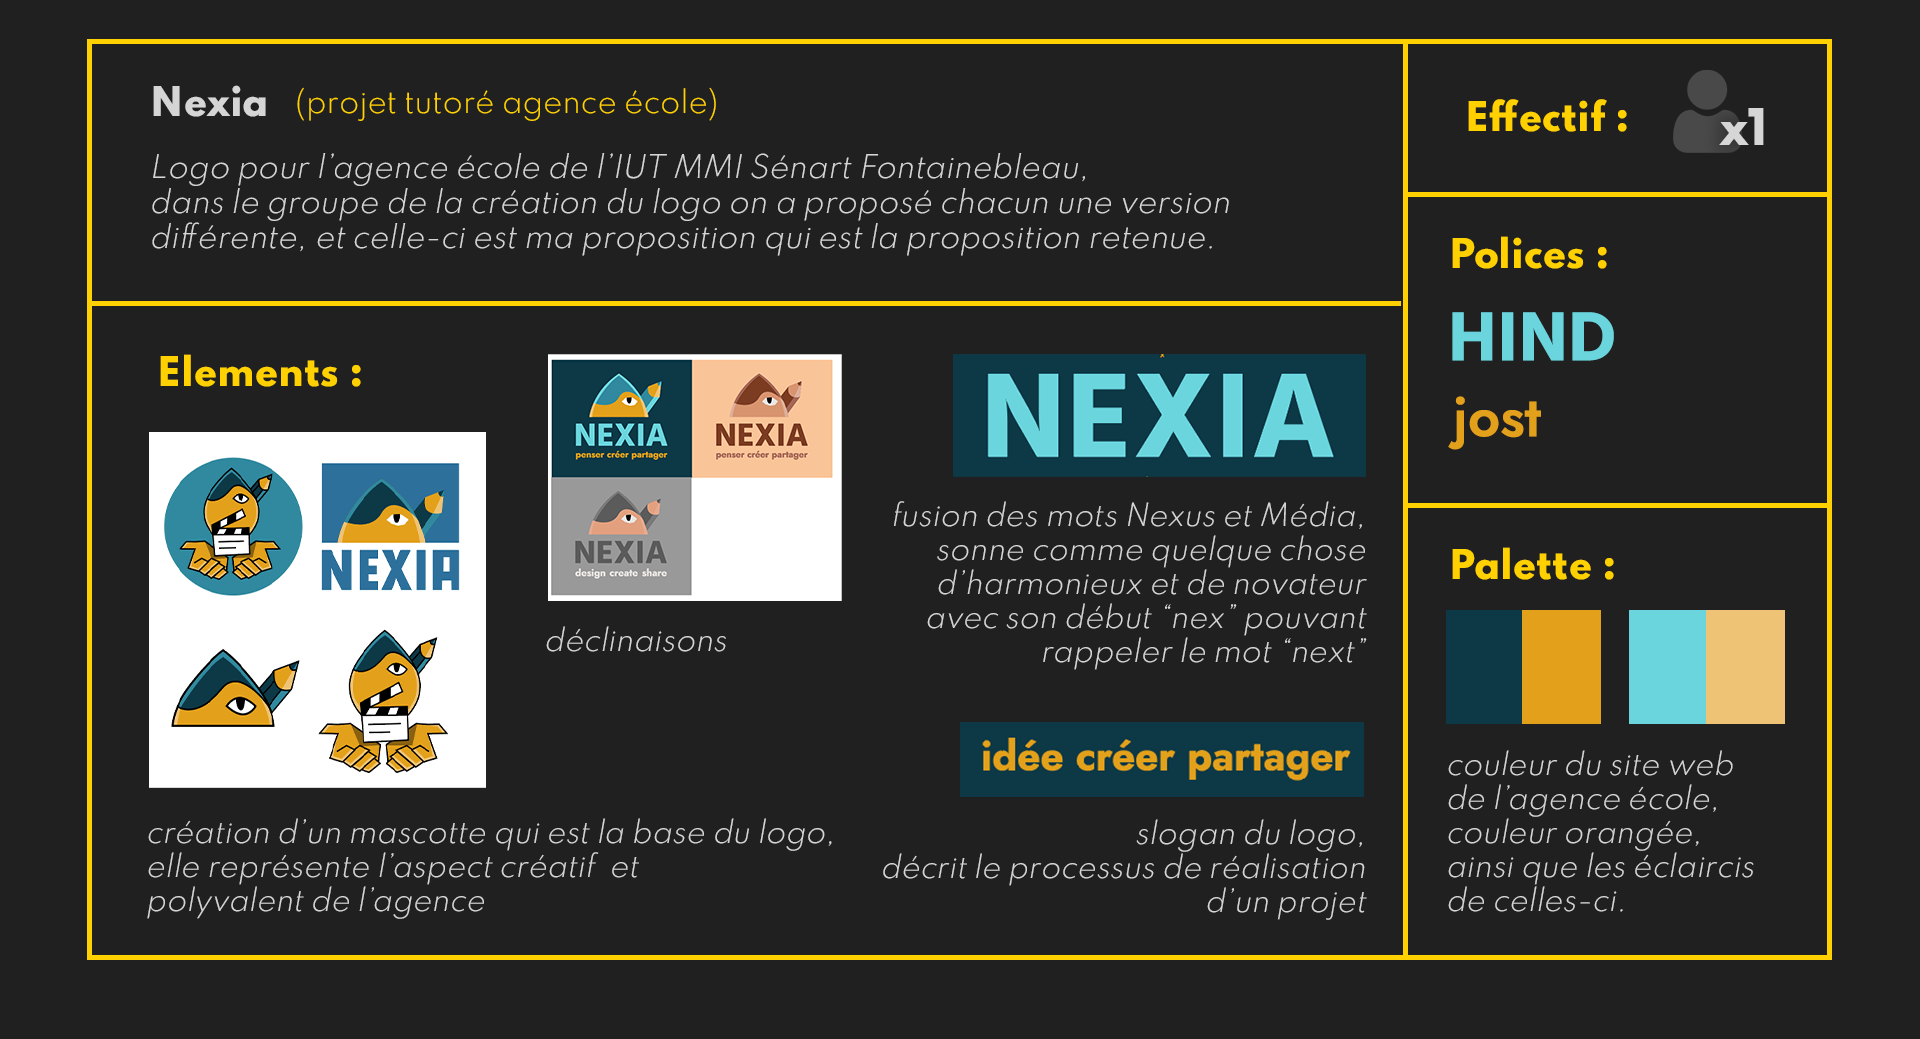 Nexia (projet tutoré agence école)
Logo pour l'agence école de l'IUT MMI Sénart Fontainebleau,
dans le groupe de la création du logo on a proposé chacun une version
différente, et celle-ci est ma proposition qui est la proposition retenue.
Effectif :
x1
Polices :
HIND
jost
Elements :
NEXIA
création d'un mascotte qui est la base du logo,
elle représente l'aspect créatif et
polyvalent de l'agence
NEXIA
penser créer partager
NEXIA
penser créer partager
NEXIA
design create share
déclinaisons
NEXIA
fusion des mots Nexus et Média,
sonne comme quelque chose
d'harmonieux et de novateur
avec son début “nex” pouvant
rappeler le mot “next”
idée créer partager
slogan du logo,
décrit le processus de réalisation
d'un projet
Palette :
couleur du site web
de l'agence école,
couleur orangée,
ainsi que les éclaircis
de celles-ci.